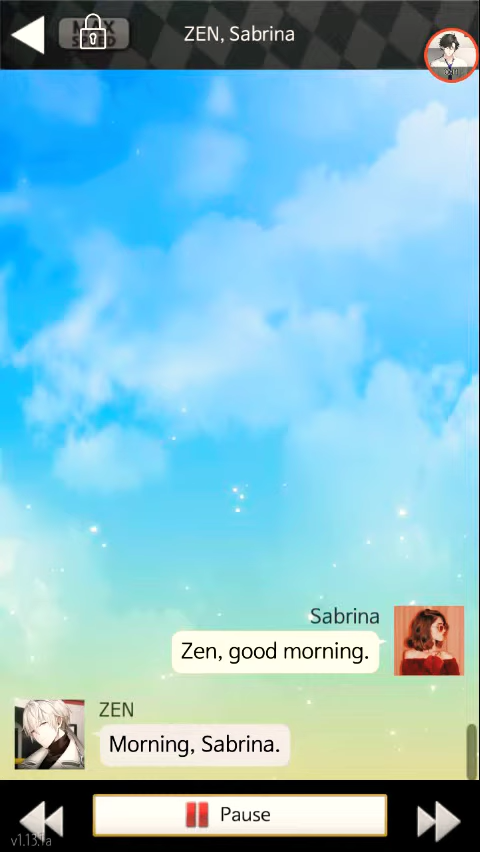 ZEN, Sabrina
Sabrina
Zen, good morning.
ZEN
Morning, Sabrina.
Pause
v1.13.1a